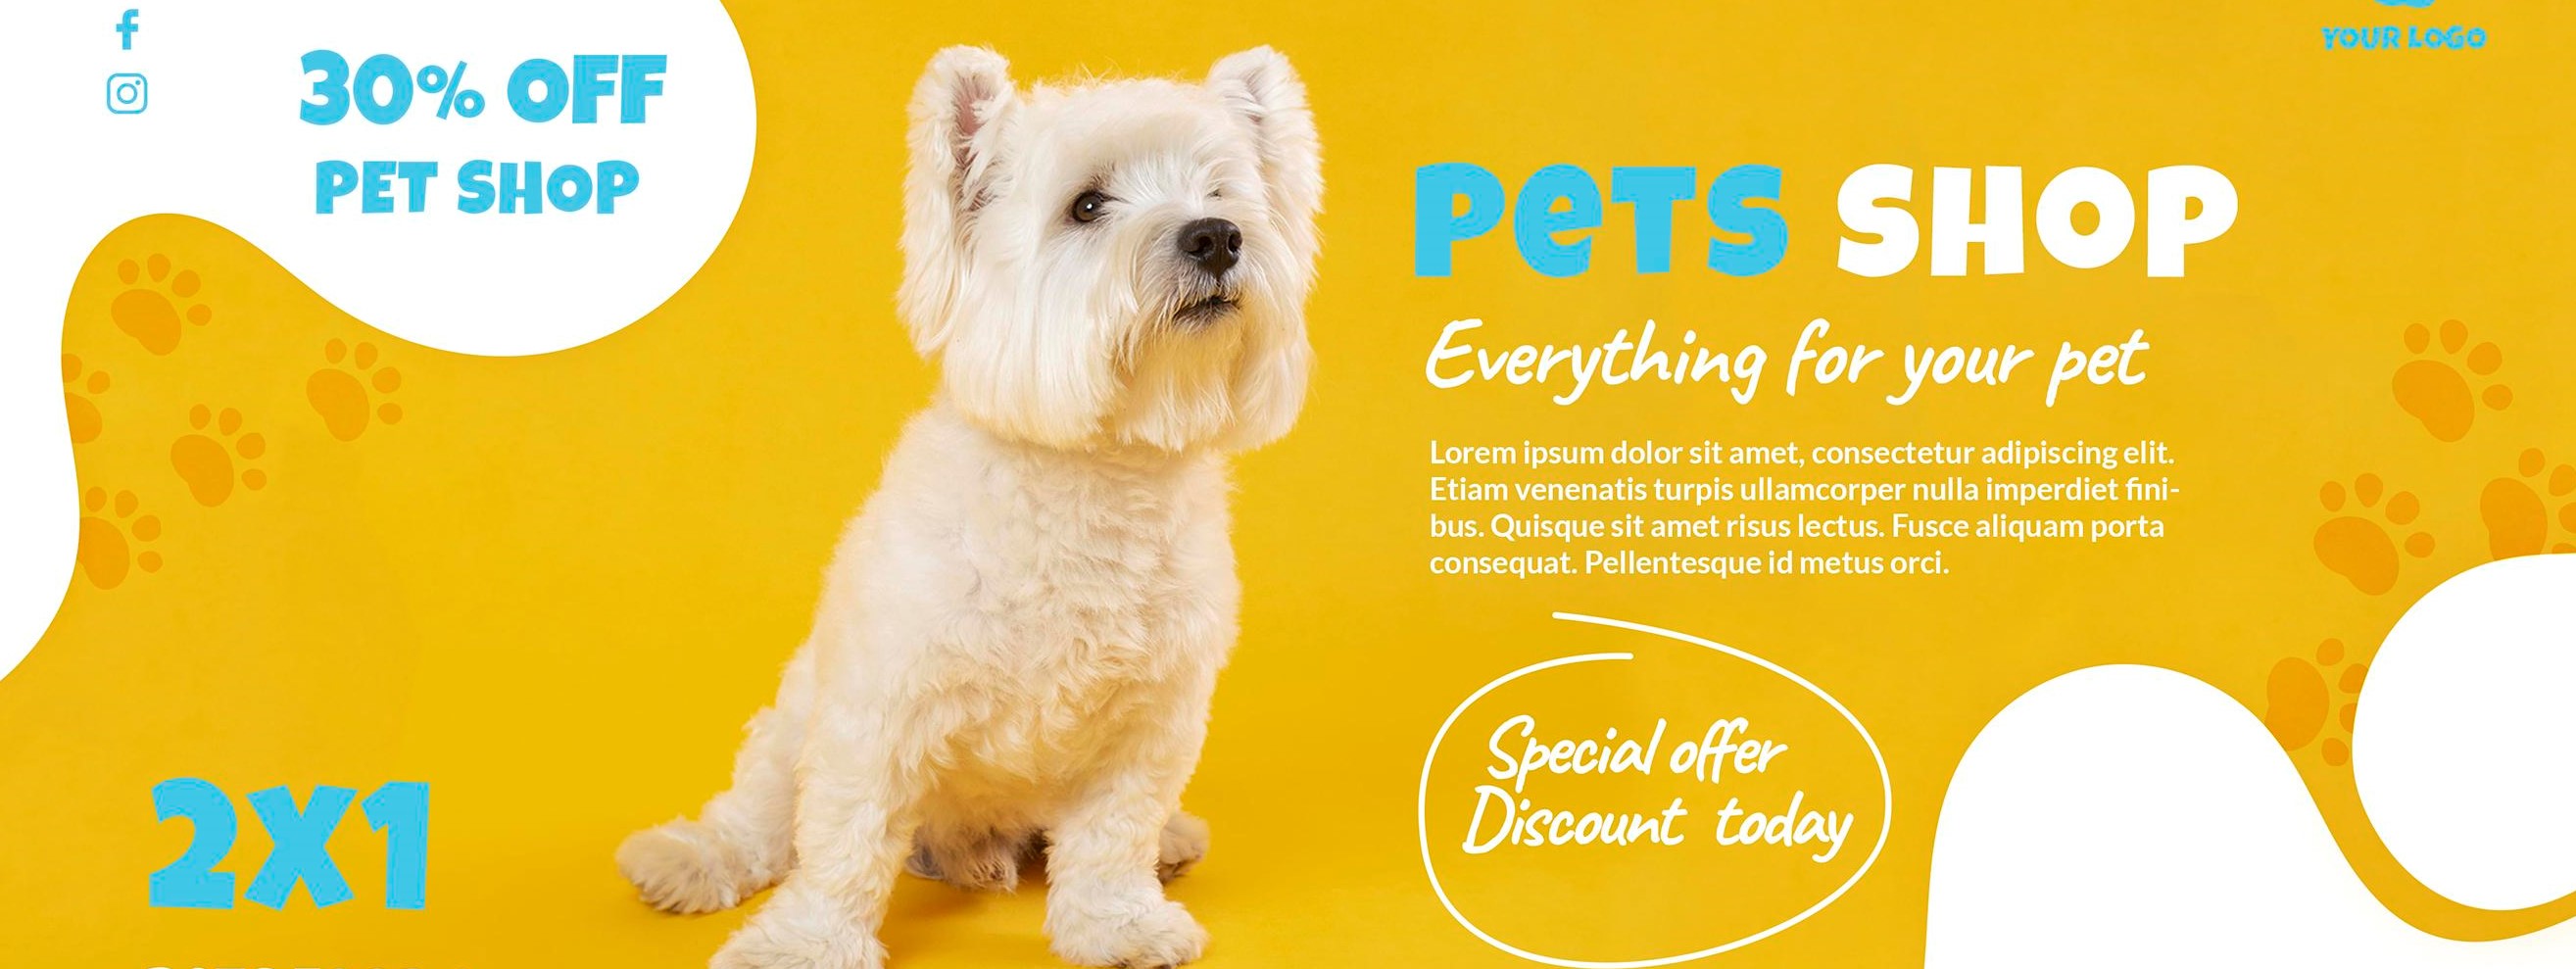 30% OFF
PET SHOP
YOUR LOGO
PETS SHOP
Everything for your pet
Lorem ipsum dolor sit amet, consectetur adipiscing elit.
Etiam venenatis turpis ullamcorper nulla imperdiet fini-
bus. Quisque sit amet risus lectus. Fusce aliquam porta
consequat. Pellentesque id metus orci.
Special offer
Discount today
2X1